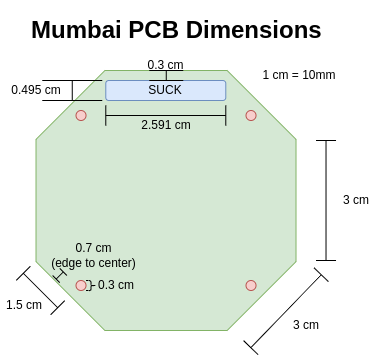 Mumbai PCB Dimensions
0.3 cm
1 cm = 10mm
0.495 cm
SUCK
2.591 cm
3 cm
0.7 cm
(edge to center)
0.3 cm
1.5 cm
3 cm